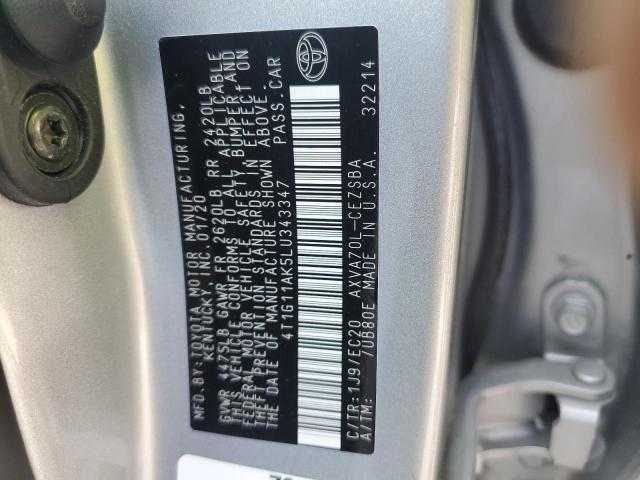 MFD.BY:TOYOTA MOTOR MANUFACTURING,
KENTUCKY, INC. 01/20
GVWR 4475LB GAWR FR 2620LB RR 2420LB
THIS VEHICLE CONFORMS TO ALL APPLICABLE
FEDERAL MOTOR VEHICLE SAFETY, BUMPER, AND
THEFT PREVENTION STANDARDS IN EFFECT ON
THE DATE OF MANUFACTURE SHOWN ABOVE.
4T1G11AK5LU343347 PASS.CAR
C/TR:1J9/EC20 AXVA70L-CEZSBA
A/TM: /UB80E MADE IN U.S.A. 32214